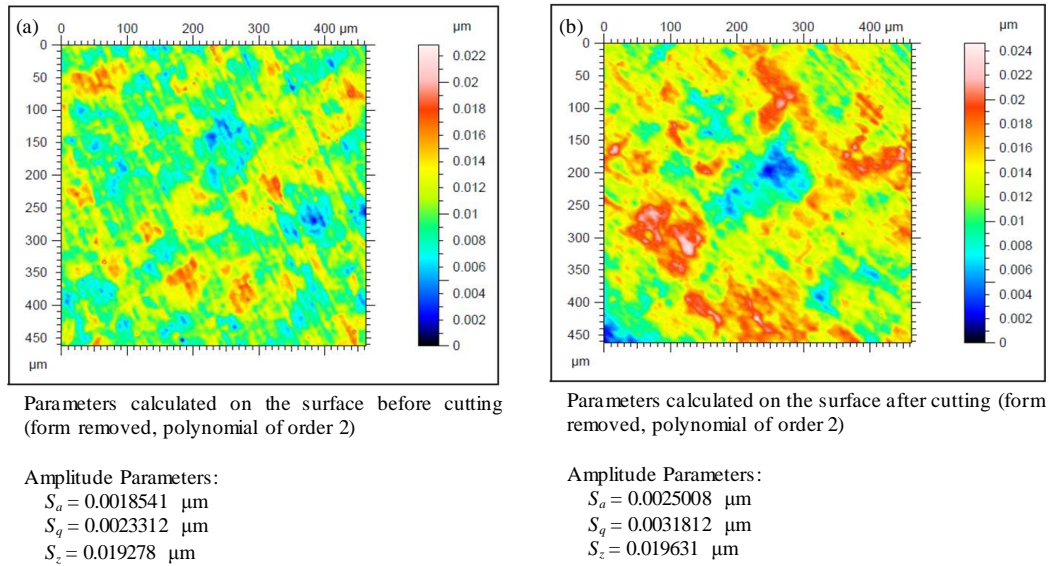 (a)
µm
0 100 200 300 400 µm
0
50
100
150
200
250
300
350
400
450
µm
0.022
0.02
0.018
0.016
0.014
0.012
0.01
0.008
0.006
0.004
0.002
0
Parameters calculated on the surface before cutting
(form removed, polynomial of order 2)
Amplitude Parameters:
Sa = 0.0018541 µm
Sq = 0.0023312 µm
Sz = 0.019278 µm
(b)
µm
0 100 200 300 400 µm
0
50
100
150
200
250
300
350
400
450
µm
0.024
0.022
0.02
0.018
0.016
0.014
0.012
0.01
0.008
0.006
0.004
0.002
0
Parameters calculated on the surface after cutting (form
removed, polynomial of order 2)
Amplitude Parameters:
Sa = 0.0025008 µm
Sq = 0.0031812 µm
Sz = 0.019631 µm